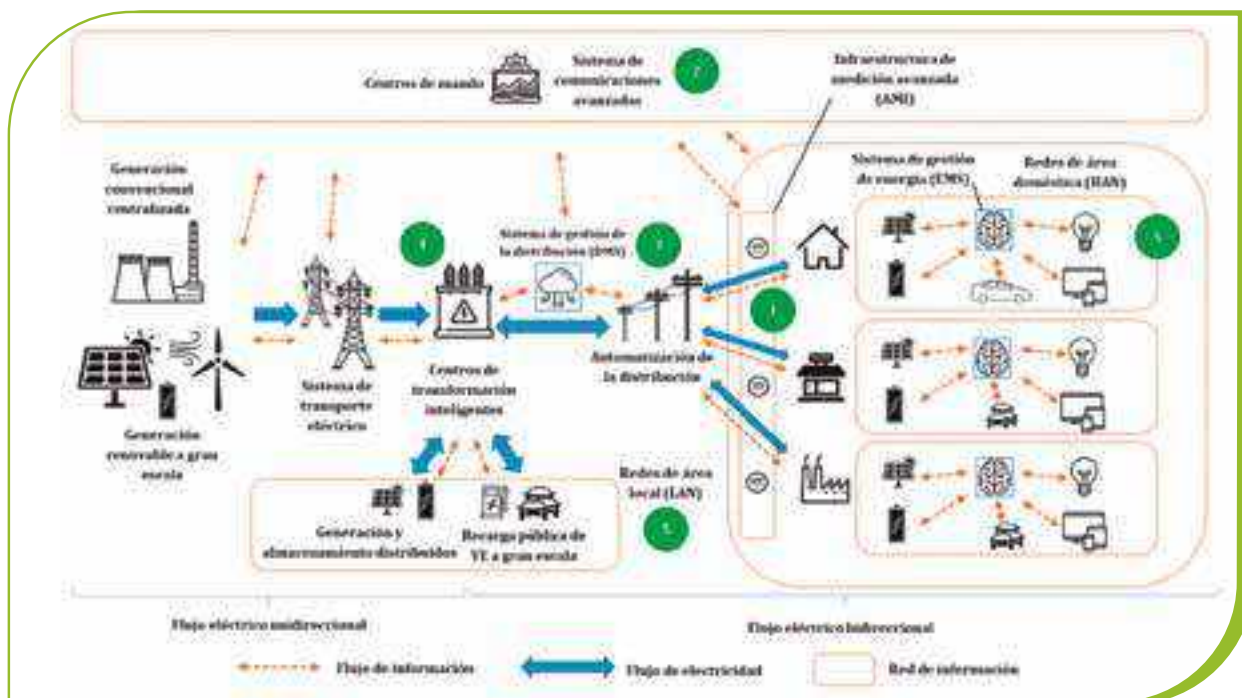 Centros de mando
Sistema de
comunicaciones
avanzados
Infraestructura de
medición avanzada
(AMI)
Generación
convencional
centralizada
Sistema de gestión de
la distribución (DMS)
Sistema de gestión
de energía (EMS)
Redes de área
doméstica (HAN)
Sistema de
transporte
eléctrico
Centros de
transformación
inteligentes
Automatización de
la distribución
Generación
renovable a gran
escala
Redes de área
local (LAN)
Generación y
almacenamiento distribuidos
Recarga pública de
VE a gran escala
Flujo eléctrico unidireccional
Flujo eléctrico bidireccional
Flujo de información
Flujo de electricidad
Red de información